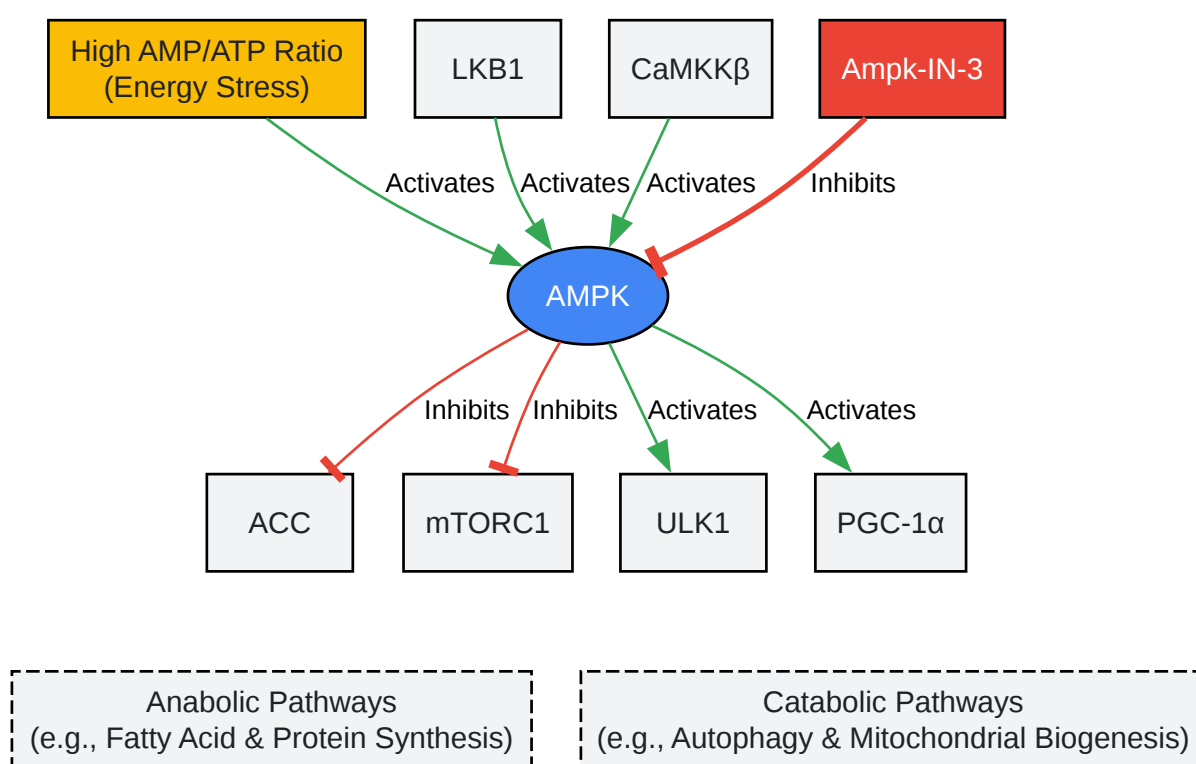 High AMP/ATP Ratio
(Energy Stress)
LKB1
CaMKKβ
Ampk-IN-3
Activates
Activates
Activates
Inhibits
AMPK
Inhibits
Inhibits
Activates
Activates
ACC
mTORC1
ULK1
PGC-1α
Anabolic Pathways
(e.g., Fatty Acid & Protein Synthesis)
Catabolic Pathways
(e.g., Autophagy & Mitochondrial Biogenesis)